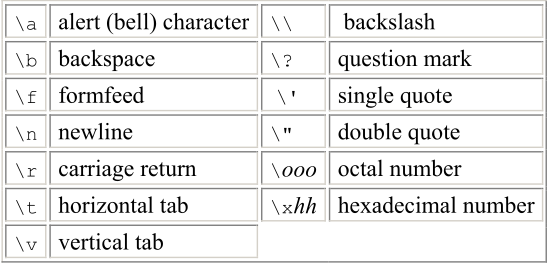 \a alert (bell) character \\ backslash
\b backspace \? question mark
\f formfeed \' single quote
\n newline \" double quote
\r carriage return \ooo octal number
\t horizontal tab \xhh hexadecimal number
\v vertical tab